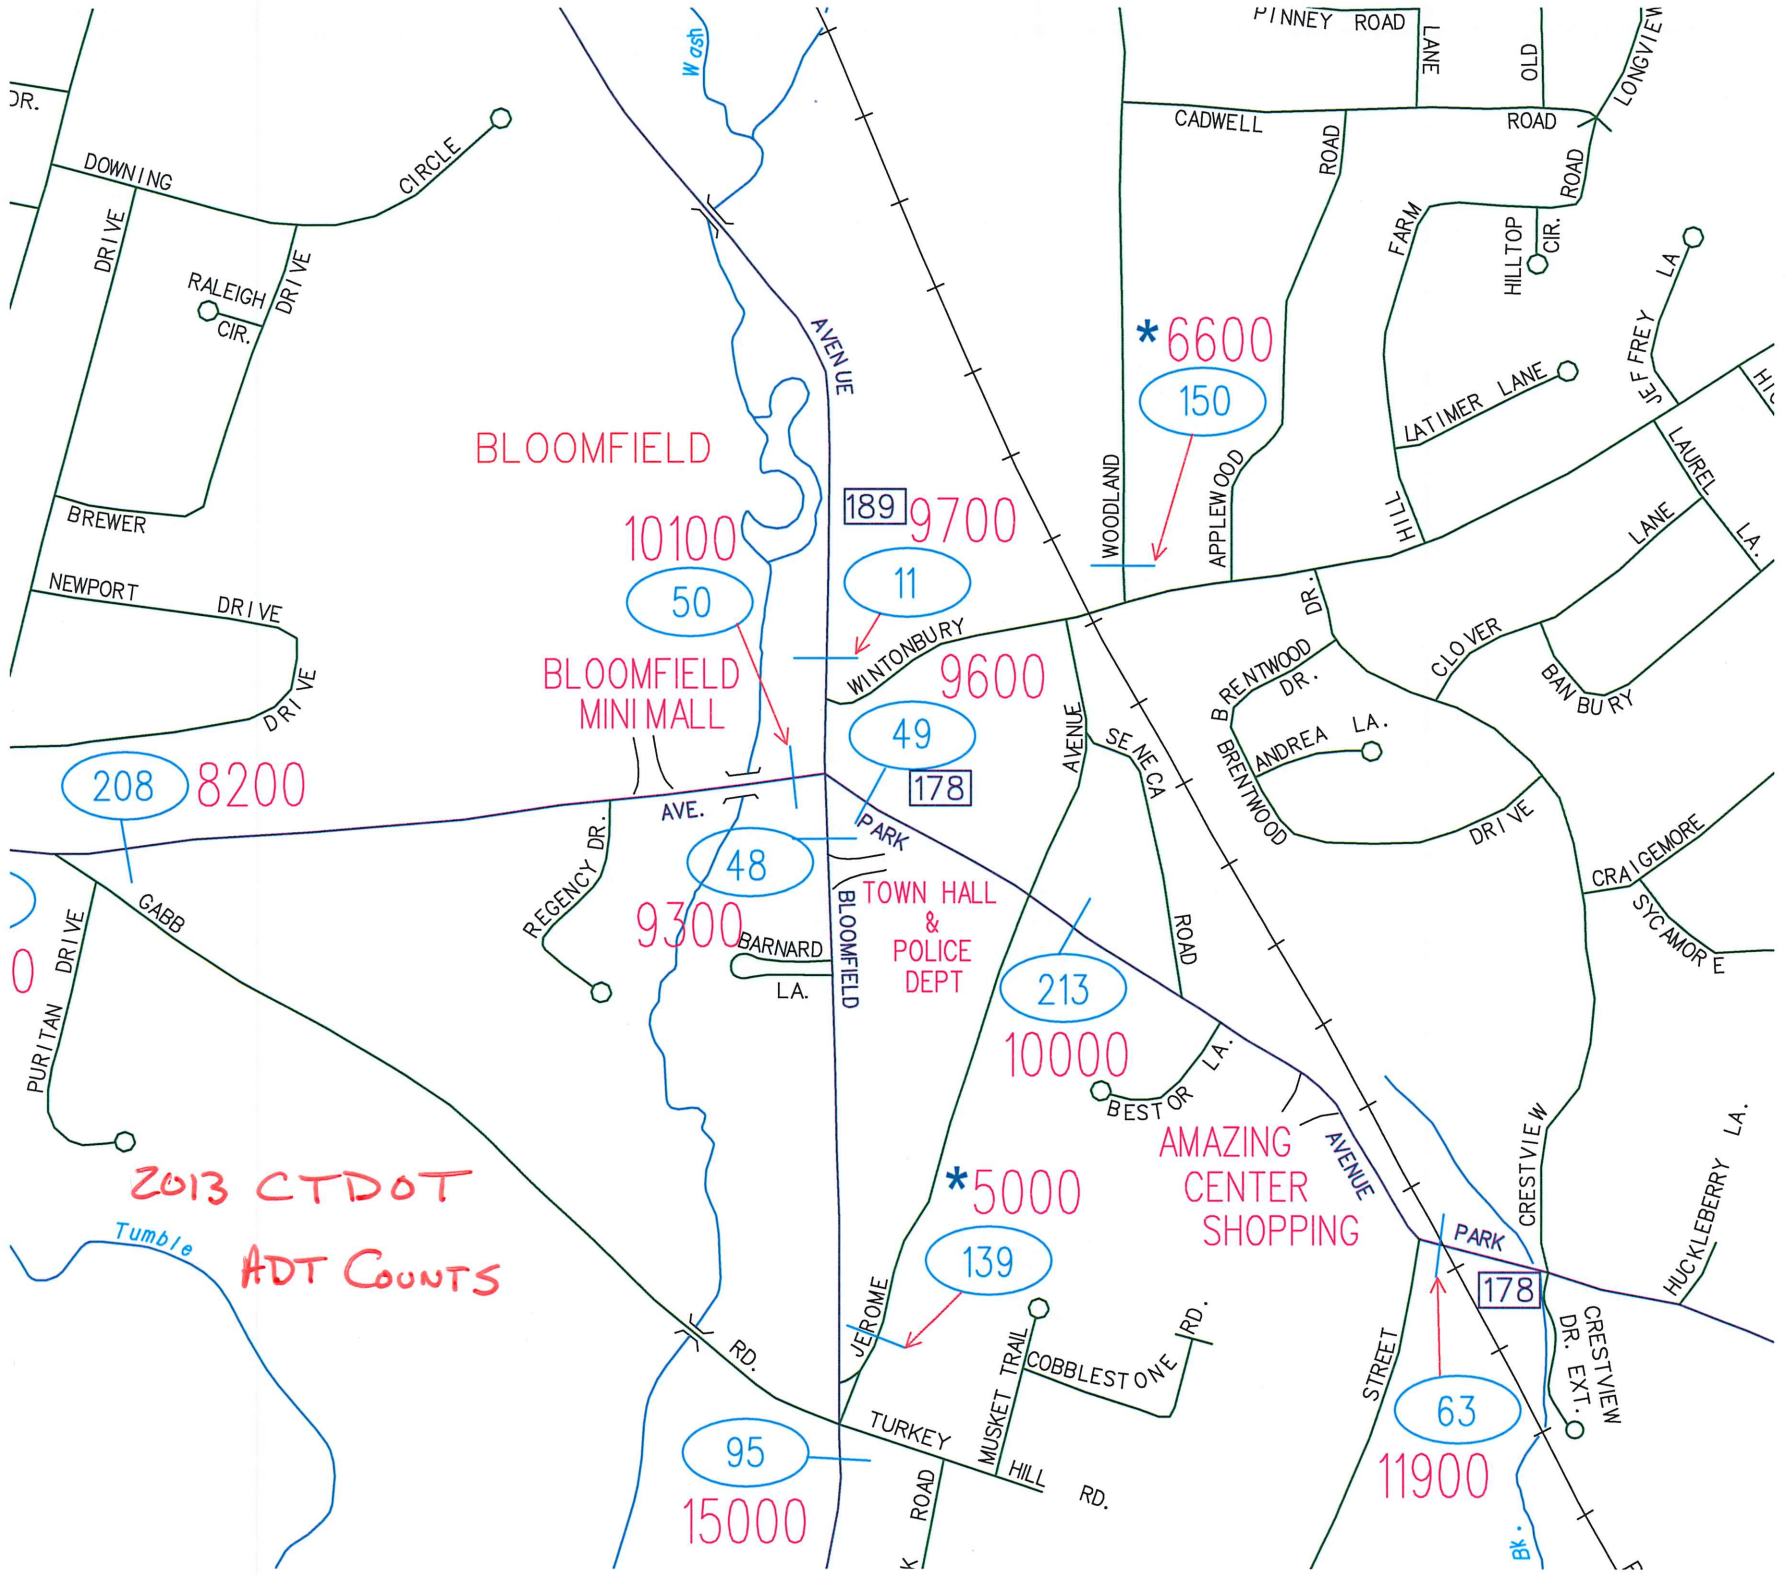 Wash
PINNEY ROAD
LANE
OLD
LONGVIEW
DR.
CADWELL
ROAD
ROAD
ROAD
DOWNING
CIRCLE
DRIVE
RALEIGH
CIR.
DRIVE
FARM
HILLTOP
CIR.
JEFFREY LA
AVENUE
*6600
150
LATIMER LANE
BLOOMFIELD
WOODLAND
APPLEWOOD
HILL
LAUREL
LA.
LANE
BREWER
10100
50
189
9700
11
NEWPORT DRIVE
DRIVE
WINTONBURY
DR.
BRENTWOOD
DR.
CLOVER
BANBURY
BLOOMFIELD
MINI MALL
9600
49
178
AVENUE
SENECA
ROAD
ANDREA LA.
BRENTWOOD
DRIVE
208
8200
AVE.
PARK
48
9300
REGENCY DR.
GABB
PURITAN DRIVE
0
TOWN HALL
&
POLICE
DEPT
BLOOMFIELD
BARNARD
LA.
213
10000
CRAIGEMORE
SYCAMORE
BESTOR LA.
AMAZING
CENTER
SHOPPING
AVENUE
CRESTVIEW
HUCKLEBERRY LA.
2013 CTDOT
ADT COUNTS
Tumble
*5000
139
PARK
178
JEROME
RD.
MUSKET TRAIL
COBBLESTONE RD.
STREET
CRESTVIEW
DR. EXT.
63
11900
95
15000
TURKEY
HILL RD.
ROAD
K
Bk.